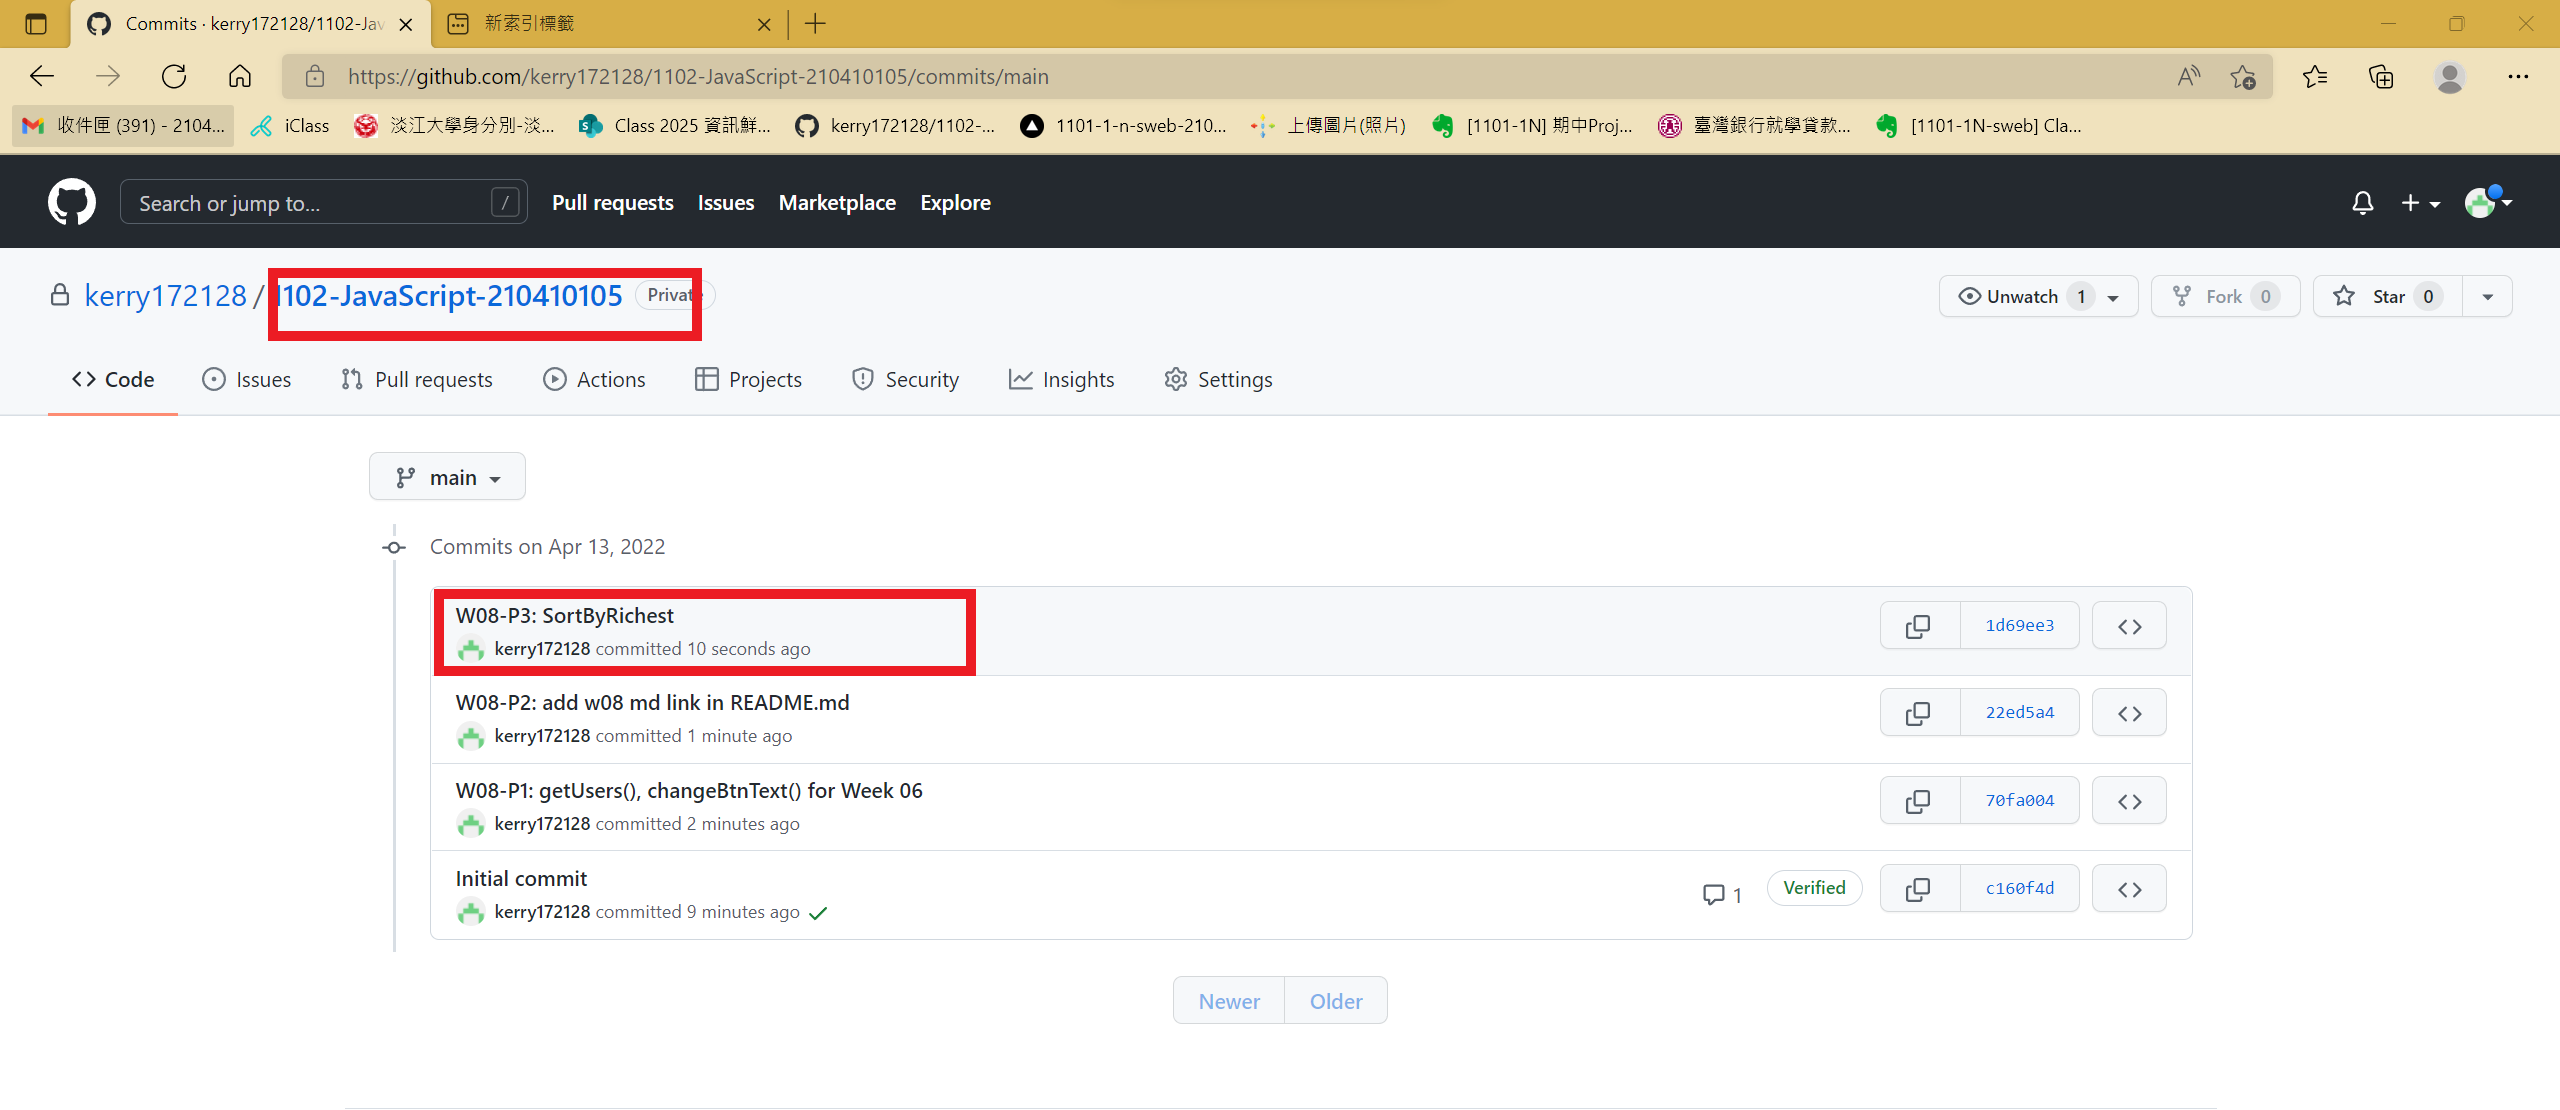 Commits · kerry172128/1102-Jav
新索引標籤
https://github.com/kerry172128/1102-JavaScript-210410105/commits/main
收件匣 (391) - 2104...
iClass
淡江大學身分別-淡...
Class 2025 資訊鮮...
kerry172128/1102-...
1101-1-n-sweb-210...
上傳圖片(照片)
[1101-1N] 期中Proj...
臺灣銀行就學貸款...
[1101-1N-sweb] Cla...
Search or jump to... /
Pull requests
Issues
Marketplace
Explore
kerry172128 / 1102-JavaScript-210410105 Private
Unwatch 1
Fork 0
Star 0
Code
Issues
Pull requests
Actions
Projects
Security
Insights
Settings
main
Commits on Apr 13, 2022
W08-P3: SortByRichest
kerry172128 committed 10 seconds ago
1d69ee3
W08-P2: add w08 md link in README.md
kerry172128 committed 1 minute ago
22ed5a4
W08-P1: getUsers(), changeBtnText() for Week 06
kerry172128 committed 2 minutes ago
70fa004
Initial commit
kerry172128 committed 9 minutes ago
1
Verified
c160f4d
Newer
Older